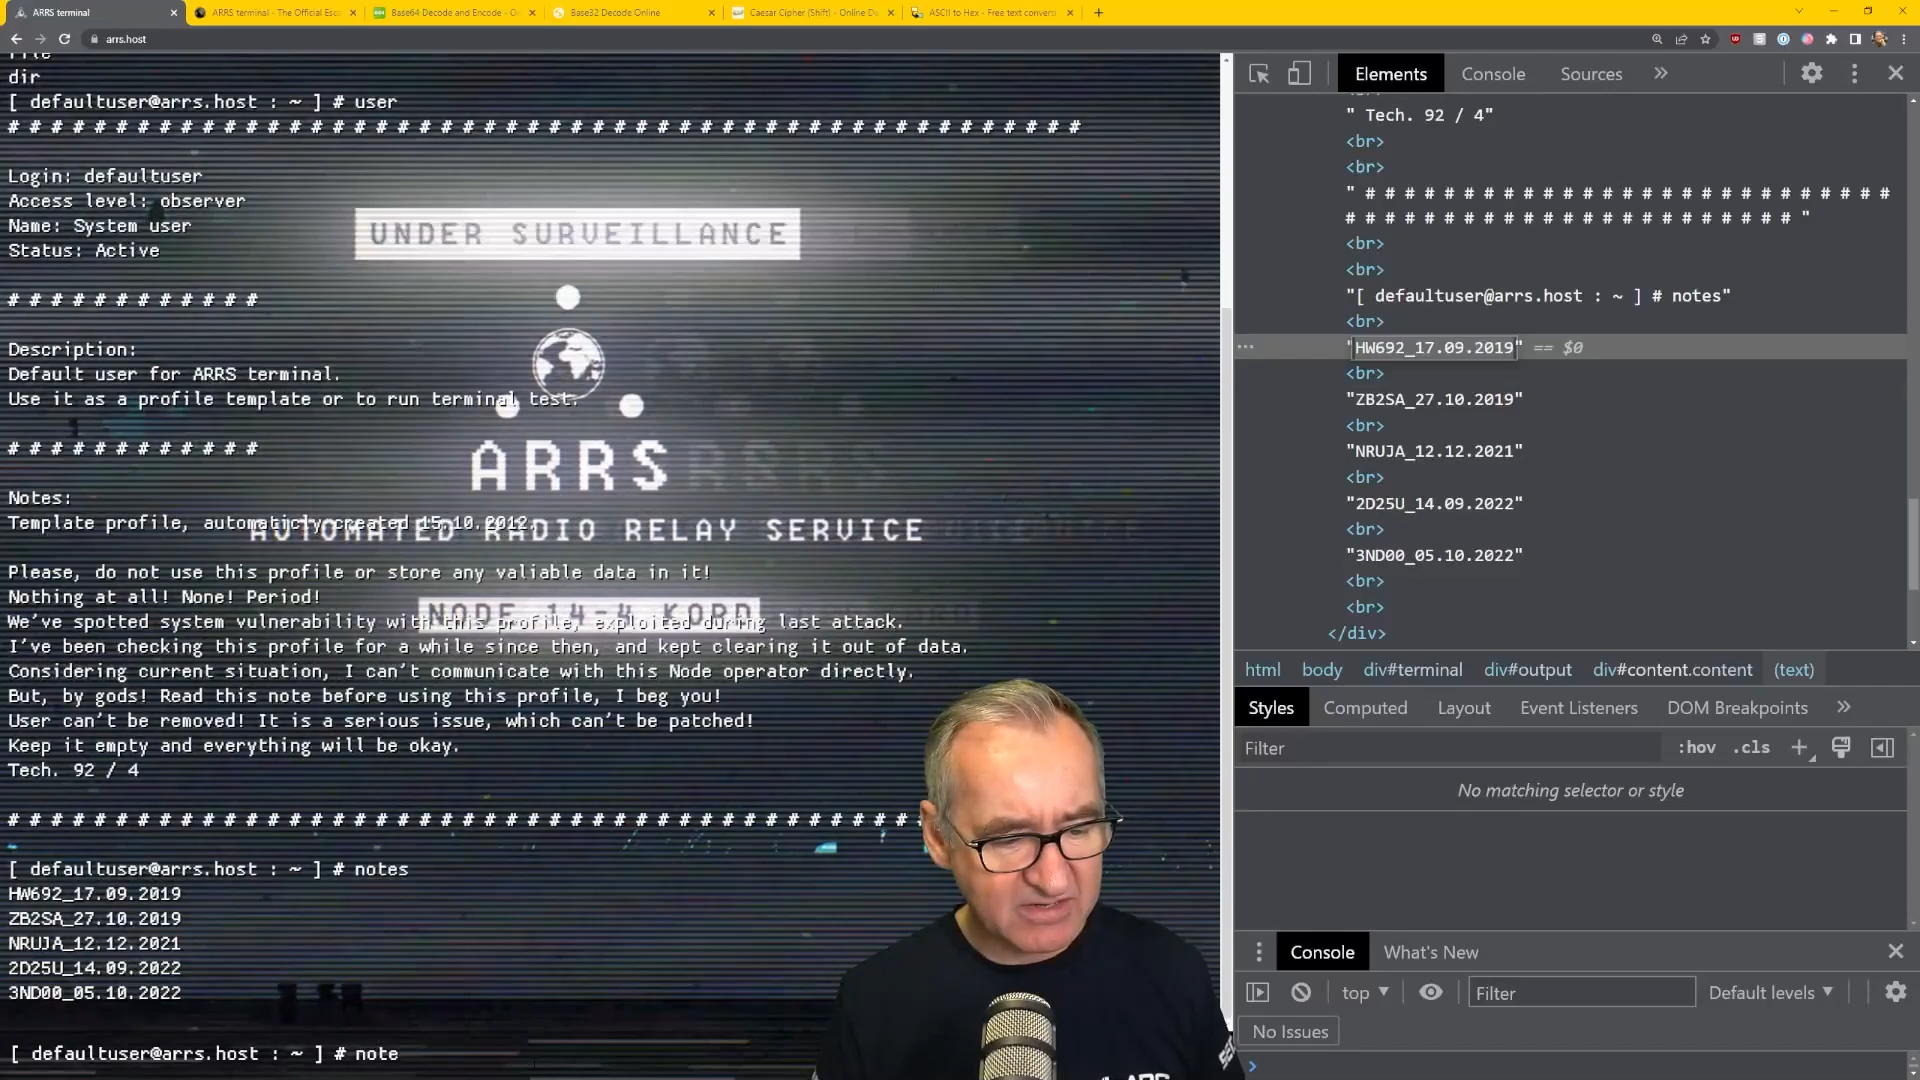 ARRS terminal
ARRS terminal - The Official Esc
Base64 Decode and Encode - O
Base32 Decode Online
Caesar Cipher (Shift) - Online D
ASCII to Hex - Free text convers
arrs.host
file
dir
[ defaultuser@arrs.host : ~ ] # user
# # # # # # # # # # # # # # # # # # # # # # # # # # # # # # # # # # # # # # # # # # # # # # # # # #
Login: defaultuser
Access level: observer
Name: System user
Status: Active
# # # # # # # # # # # #
Description:
Default user for ARRS terminal.
Use it as a profile template or to run terminal test.
# # # # # # # # # # # #
Notes:
Template profile, automaticly created 15.10.2012.
Please, do not use this profile or store any valiable data in it!
Nothing at all! None! Period!
We've spotted system vulnerability with this profile, exploited during last attack.
I've been checking this profile for a while since then, and kept clearing it out of data.
Considering current situation, I can't communicate with this Node operator directly.
But, by gods! Read this note before using this profile, I beg you!
User can't be removed! It is a serious issue, which can't be patched!
Keep it empty and everything will be okay.
Tech. 92 / 4
# # # # # # # # # # # # # # # # # # # # # # # # # # # # # # # # # # # # # # # # # # #
[ defaultuser@arrs.host : ~ ] # notes
HW692_17.09.2019
ZB2SA_27.10.2019
NRUJA_12.12.2021
2D25U_14.09.2022
3ND00_05.10.2022
[ defaultuser@arrs.host : ~ ] # note
UNDER SURVEILLANCE
ARRS
AUTOMATED RADIO RELAY SERVICE
NODE 14-4 KORD
Elements
Console
Sources
" Tech. 92 / 4"
<br>
<br>
" # # # # # # # # # # # # # # # # # # # # # # # # # # #
# # # # # # # # # # # # # # # # # # # # # # # "
<br>
<br>
"[ defaultuser@arrs.host : ~ ] # notes"
<br>
"HW692_17.09.2019" == $0
<br>
"ZB2SA_27.10.2019"
<br>
"NRUJA_12.12.2021"
<br>
"2D25U_14.09.2022"
<br>
"3ND00_05.10.2022"
<br>
<br>
</div>
html body div#terminal div#output div#content.content (text)
Styles Computed Layout Event Listeners DOM Breakpoints
Filter :hov .cls
No matching selector or style
Console What's New
top Filter Default levels
No Issues